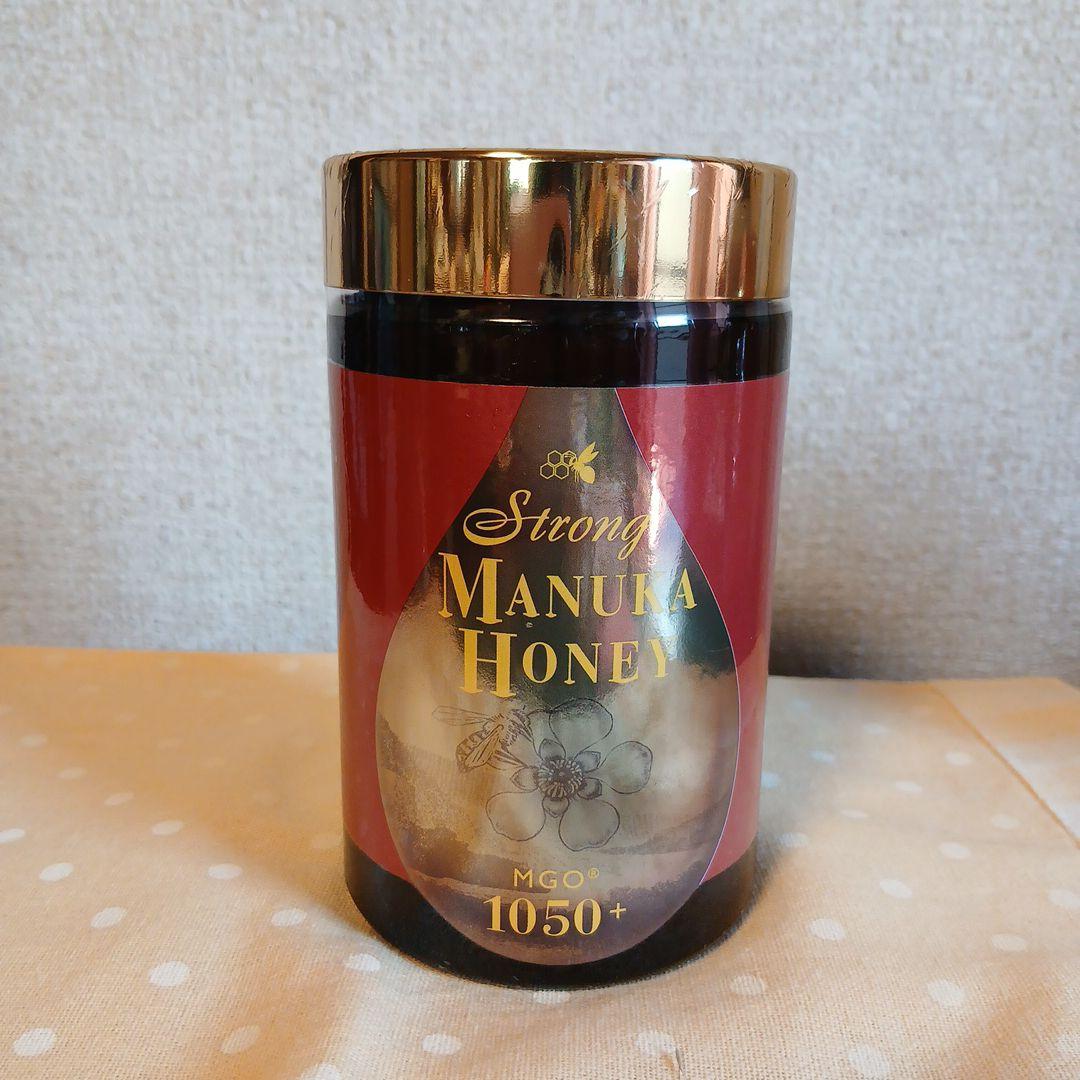 Strong
MANUKA
HONEY
MGO®
1050+